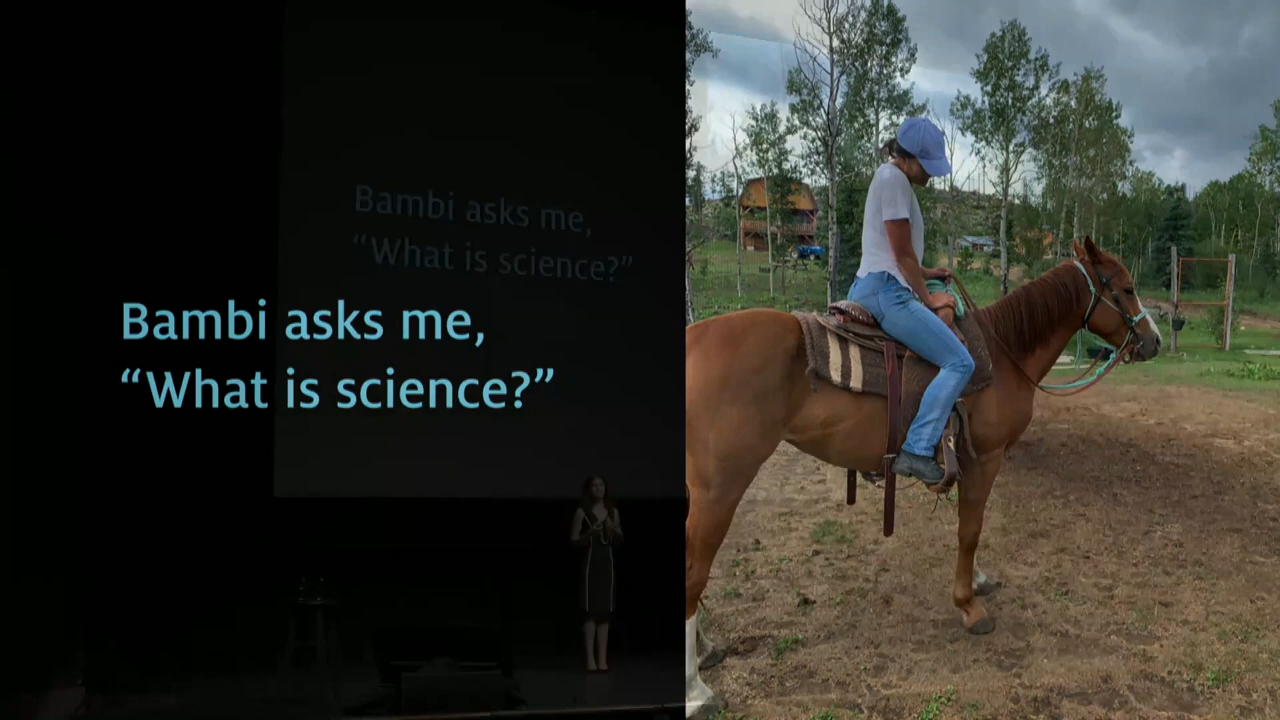 Bambi asks me,
“What is science?”
Bambi asks me,
“What is science?”